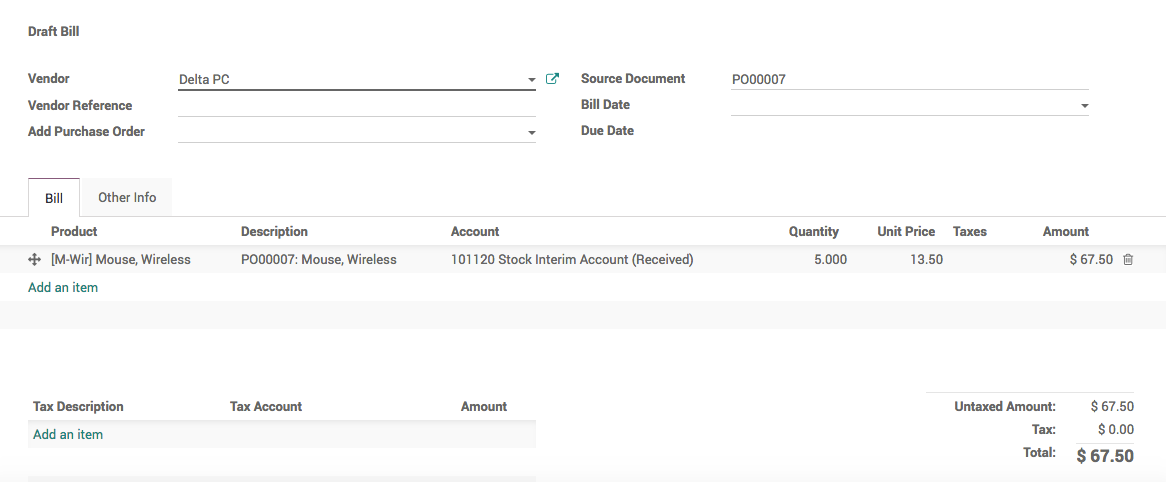 Draft Bill
Vendor Delta PC Source Document PO00007
Vendor Reference Bill Date
Add Purchase Order Due Date
Bill Other Info
Product Description Account Quantity Unit Price Taxes Amount
[M-Wir] Mouse, Wireless PO00007: Mouse, Wireless 101120 Stock Interim Account (Received) 5.000 13.50 $ 67.50
Add an item
Tax Description Tax Account Amount Untaxed Amount: $ 67.50
Add an item Tax: $ 0.00
Total: $ 67.50